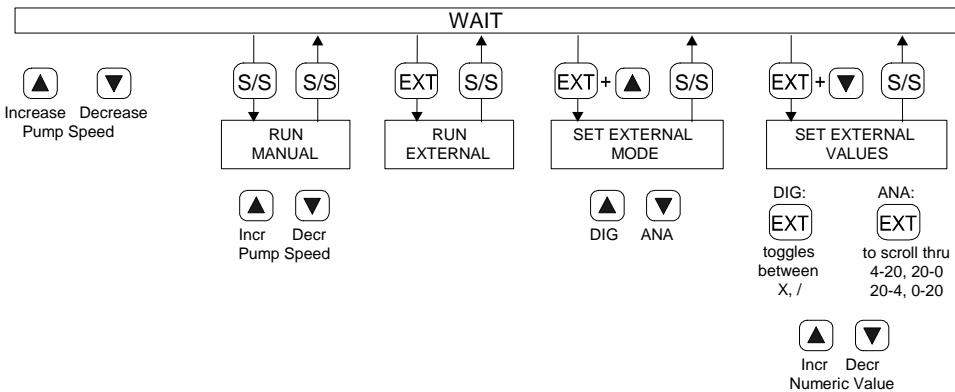 WAIT
S/S S/S EXT S/S EXT + S/S EXT + S/S
Increase Decrease
Pump Speed
RUN
MANUAL
RUN
EXTERNAL
SET EXTERNAL
MODE
SET EXTERNAL
VALUES
Incr Decr
Pump Speed
DIG ANA
DIG:
EXT
toggles
between
X, /
ANA:
EXT
to scroll thru
4-20, 20-0
20-4, 0-20
Incr Decr
Numeric Value